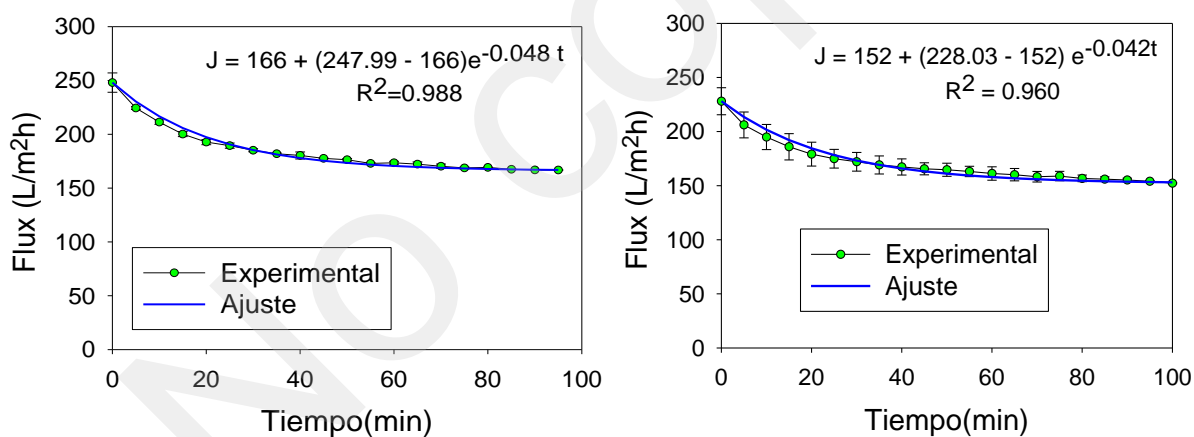 300
250
200
150
100
50
0
Flux (L/m²h)
J = 166 + (247.99 - 166)e^-0.048 t
R²=0.988
Experimental
Ajuste
0 20 40 60 80 100
Tiempo(min)
300
250
200
150
100
50
0
Flux (L/m²h)
J = 152 + (228.03 - 152) e^-0.042t
R² = 0.960
Experimental
Ajuste
0 20 40 60 80 100
Tiempo(min)